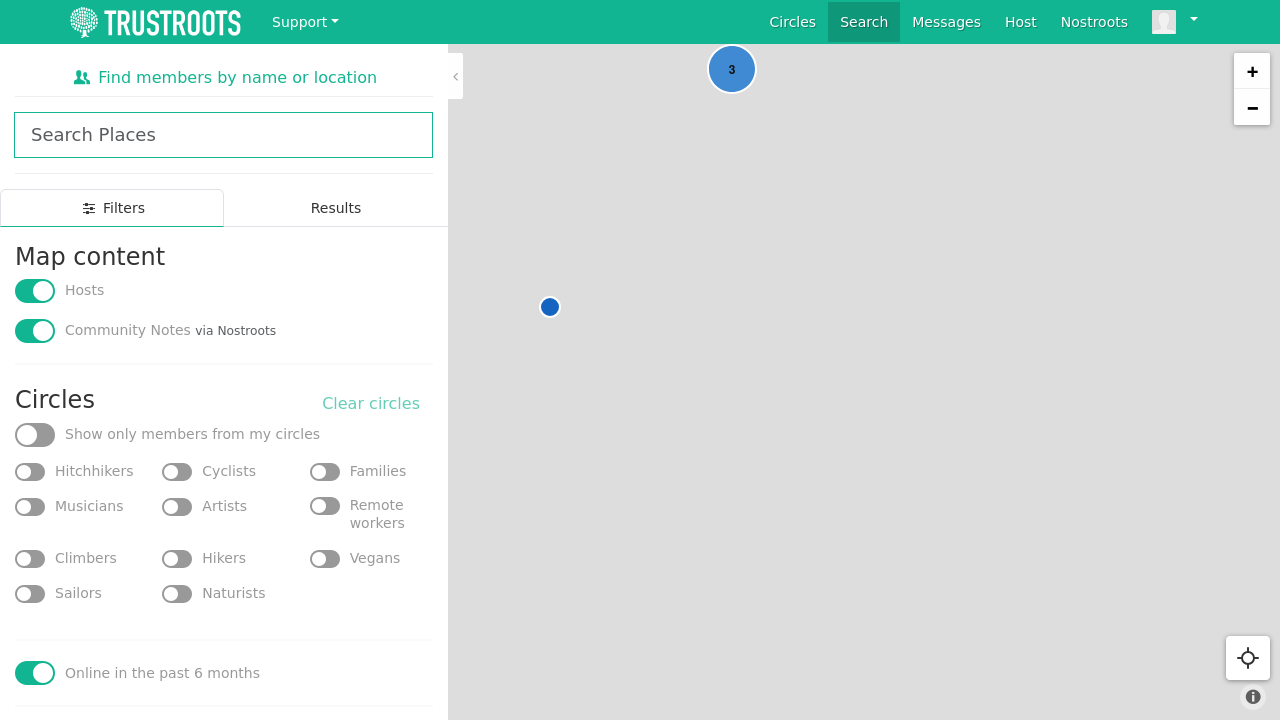 TRUSTROOTS
Support
Circles
Search
Messages
Host
Nostroots
Find members by name or location
Search Places
Filters
Results
Map content
Hosts
Community Notes via Nostroots
Circles
Clear circles
Show only members from my circles
Hitchhikers
Cyclists
Families
Musicians
Artists
Remote
workers
Climbers
Hikers
Vegans
Sailors
Naturists
Online in the past 6 months
3
+
−